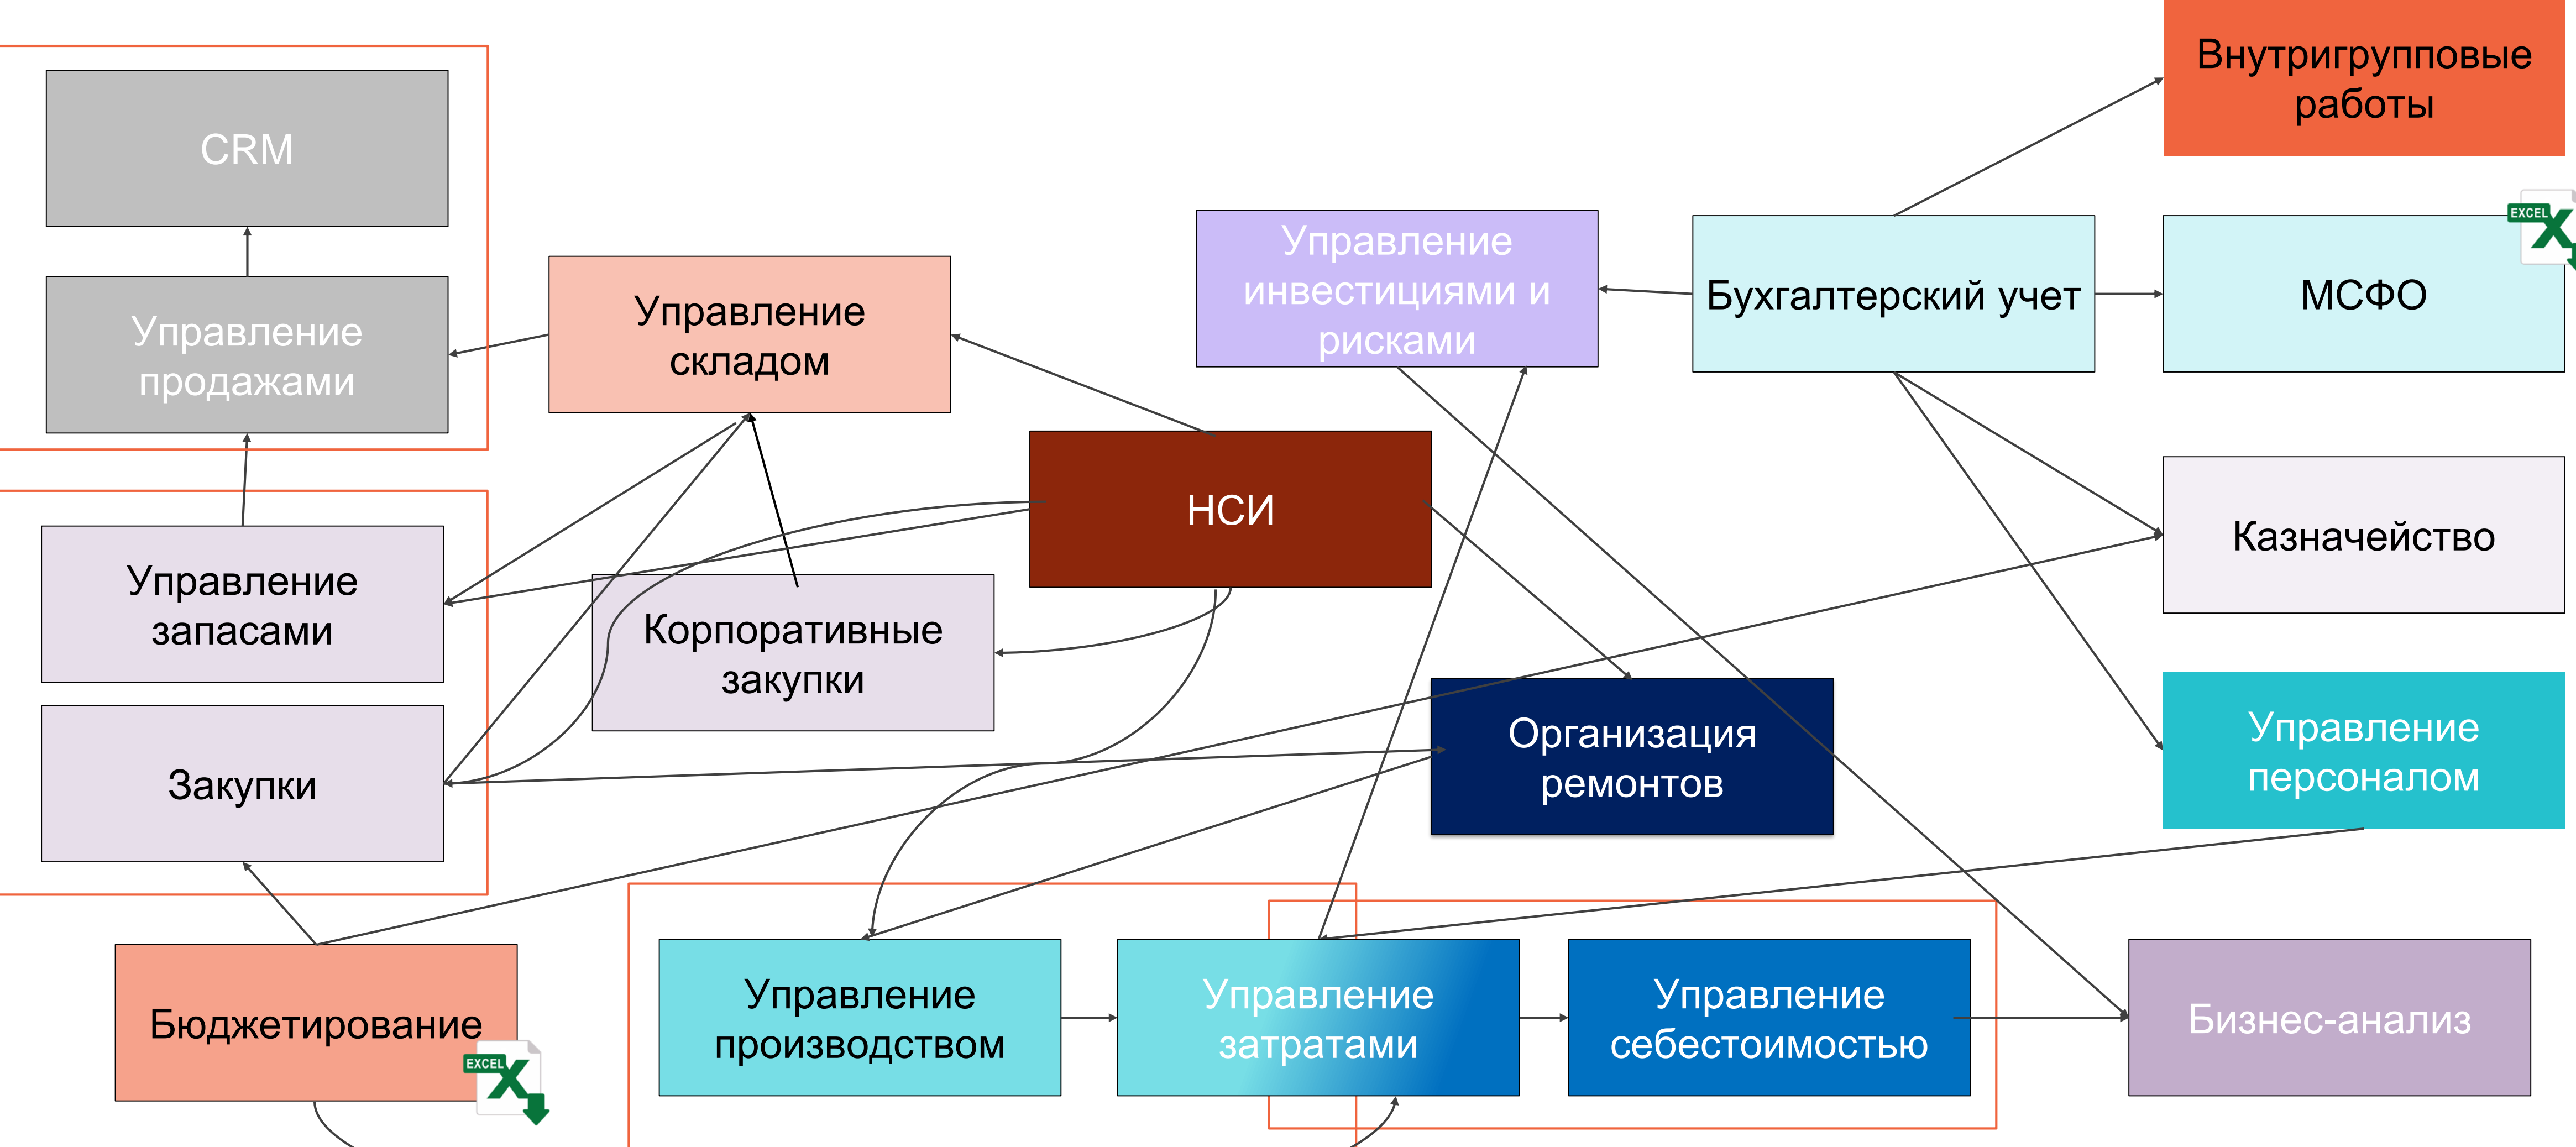 Внутригрупповые
работы
CRM
Управление
инвестициями и
рисками
Бухгалтерский учет
МСФО
EXCEL
X
Управление
складом
Управление
продажами
НСИ
Казначейство
Управление
запасами
Корпоративные
закупки
Закупки
Организация
ремонтов
Управление
персоналом
Бюджетирование
EXCEL
X
Управление
производством
Управление
затратами
Управление
себестоимостью
Бизнес-анализ